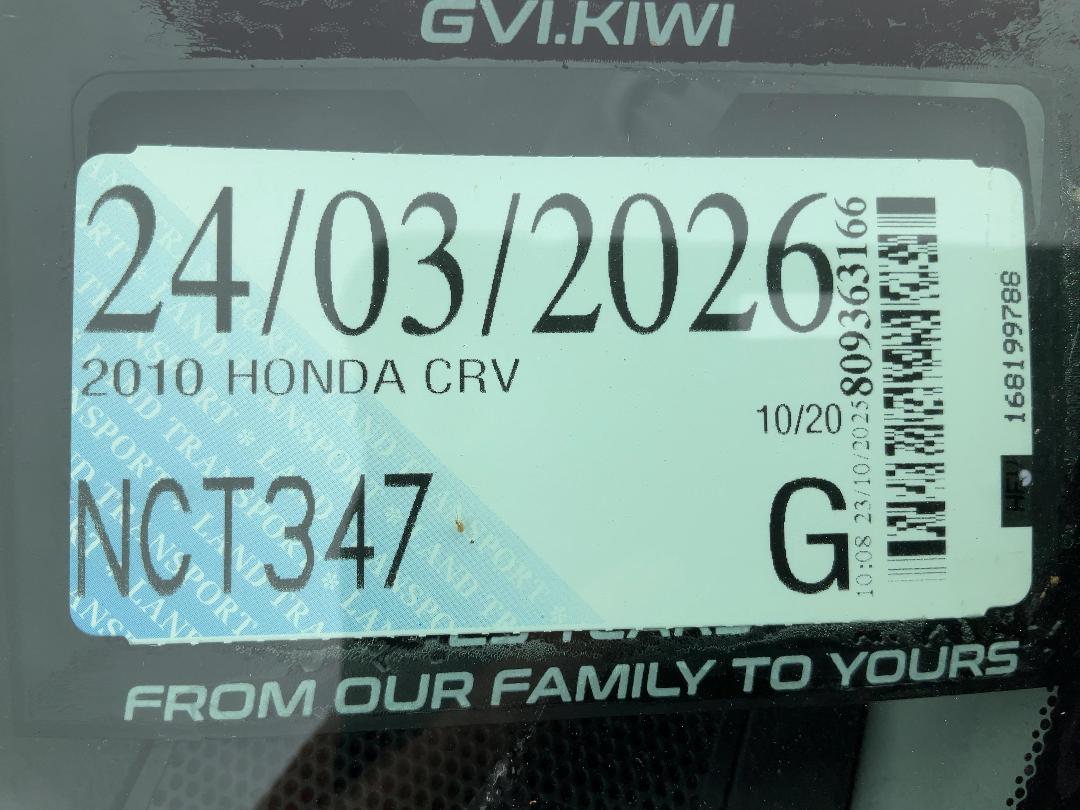 GVI.KIWI
24/03/2026
2010 HONDA CRV
10/20
NCT347
G
10:08 23/10/2025 809363166
168199788
HFV
FROM OUR FAMILY TO YOURS